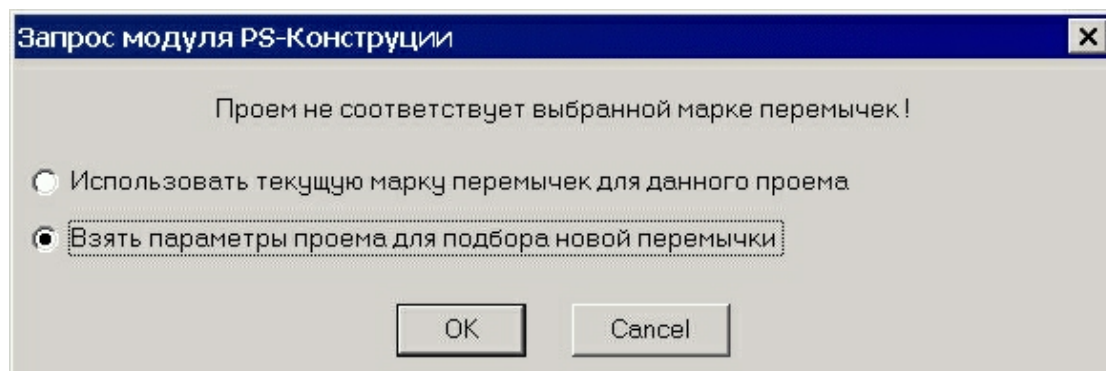 Запрос модуля PS-Конструции
Проем не соответствует выбранной марке перемычек !
Использовать текущую марку перемычек для данного проема
Взять параметры проема для подбора новой перемычки
OK
Cancel